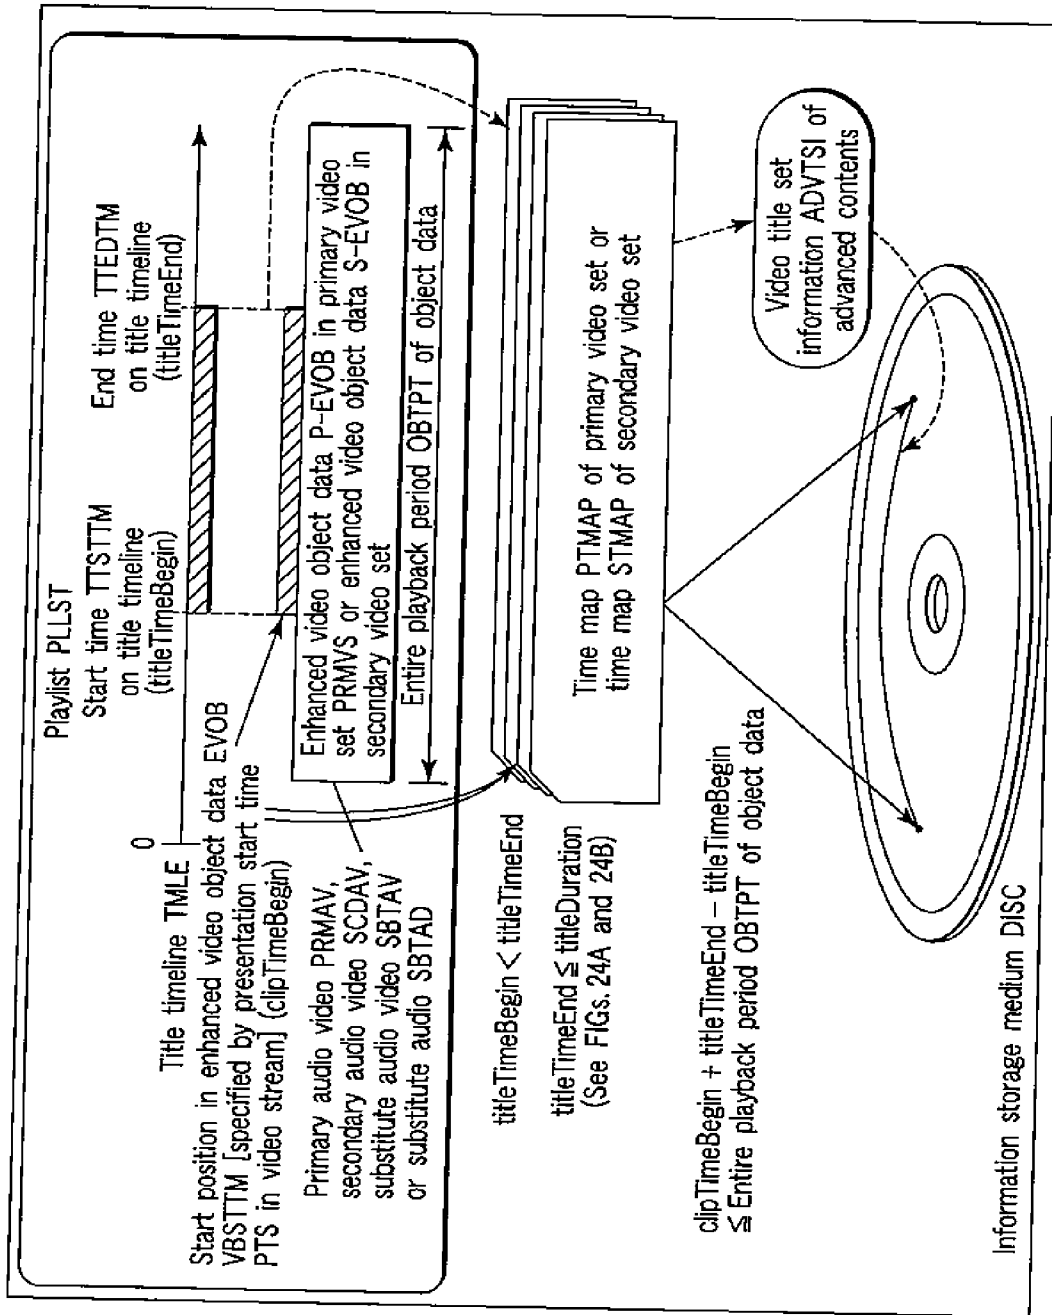 Playlist PLLST
Start time TTSTTM
on title timeline
(titleTimeBegin)
End time TTEDTM
on title timeline
(titleTimeEnd)
0
Title timeline TMLE
Start position in enhanced video object data EVOB
VBSTTM [specified by presentation start time
PTS in video stream] (clipTimeBegin)
Enhanced video object data P-EVOB in primary video
set PRMVS or enhanced video object data S-EVOB in
secondary video set
Primary audio video PRMAV,
secondary audio video SCDAV,
substitute audio video SBTAV
or substitute audio SBTAD
Entire playback period OBTPT of object data
titleTimeBegin < titleTimeEnd
titleTimeEnd ≦ titleDuration
(See FIGs. 24A and 24B)
Time map PTMAP of primary video set or
time map STMAP of secondary video set
clipTimeBegin + titleTimeEnd – titleTimeBegin
≦ Entire playback period OBTPT of object data
Video title set
information ADVTSI of
advanced contents
Information storage medium DISC